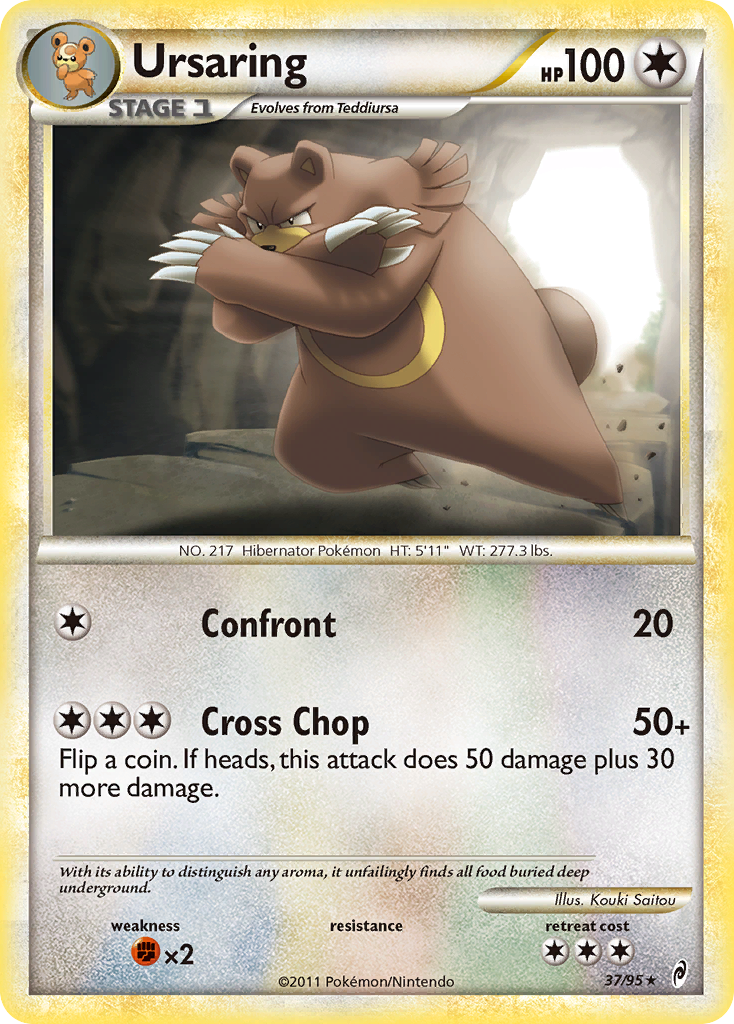 Ursaring
HP100
STAGE 1
Evolves from Teddiursa
NO. 217 Hibernator Pokémon HT: 5'11" WT: 277.3 lbs.
Confront 20
Cross Chop 50+
Flip a coin. If heads, this attack does 50 damage plus 30
more damage.
With its ability to distinguish any aroma, it unfailingly finds all food buried deep
underground.
Illus. Kouki Saitou
weakness resistance retreat cost
×2
©2011 Pokémon/Nintendo
37/95★